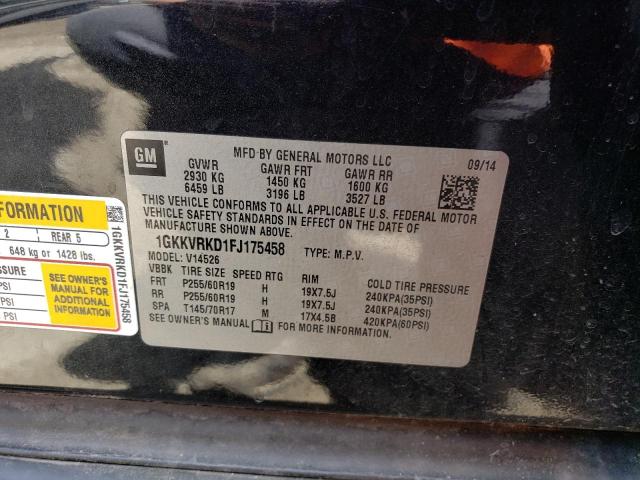 GM
MFD BY GENERAL MOTORS LLC
09/14
GVWR GAWR FRT GAWR RR
2930 KG 1450 KG 1600 KG
6459 LB 3196 LB 3527 LB
THIS VEHICLE CONFORMS TO ALL APPLICABLE U.S. FEDERAL MOTOR
VEHICLE SAFETY STANDARDS IN EFFECT ON THE DATE OF
MANUFACTURE SHOWN ABOVE.
1GKKVRKD1FJ175458 TYPE: M.P.V.
MODEL: V14526
VBBK TIRE SIZE SPEED RTG RIM COLD TIRE PRESSURE
FRT P255/60R19 H 19X7.5J 240KPA(35PSI)
RR P255/60R19 H 19X7.5J 240KPA(35PSI)
SPA T145/70R17 M 17X4.5B 420KPA(60PSI)
SEE OWNER'S MANUAL FOR MORE INFORMATION.
FORMATION
2 REAR 5
648 kg or 1428 lbs.
SEE OWNER'S
MANUAL FOR
ADDITIONAL
INFORMATION
PSI
1GKKVRKD1FJ175458